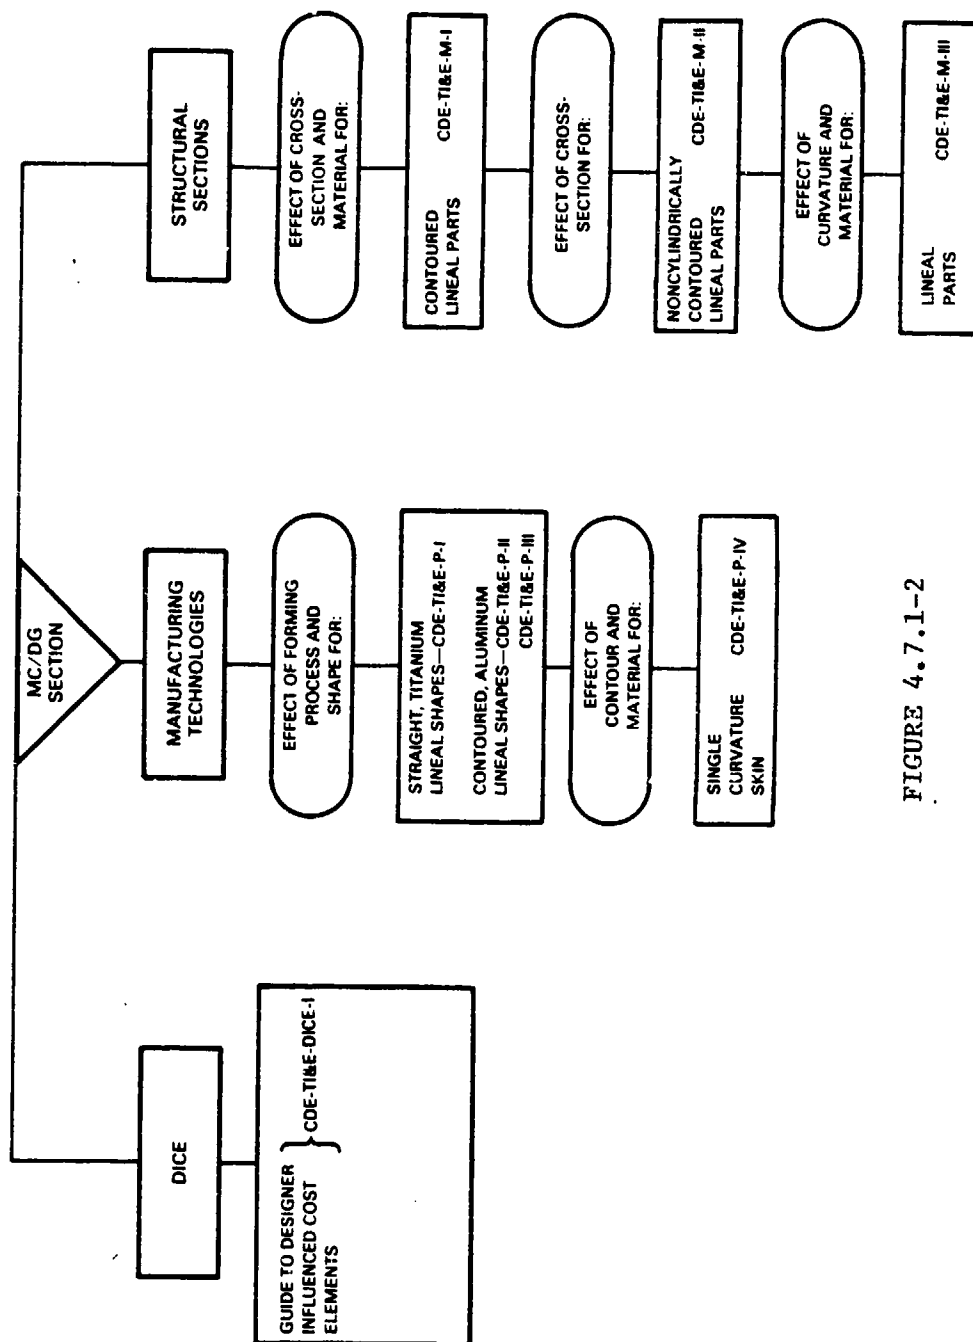 MC/DG
SECTION
DICE
GUIDE TO DESIGNER
INFLUENCED COST
ELEMENTS
CDE-TI&E-DICE-I
MANUFACTURING
TECHNOLOGIES
EFFECT OF FORMING
PROCESS AND
SHAPE FOR:
STRAIGHT, TITANIUM
LINEAL SHAPES—CDE-TI&E-P-I
CONTOURED, ALUMINUM
LINEAL SHAPES—CDE-TI&E-P-II
CDE-TI&E-P-III
EFFECT OF
CONTOUR AND
MATERIAL FOR:
SINGLE
CURVATURE CDE-TI&E-P-IV
SKIN
STRUCTURAL
SECTIONS
EFFECT OF CROSS-
SECTION AND
MATERIAL FOR:
CONTOURED
LINEAL PARTS CDE-TI&E-M-I
EFFECT OF CROSS-
SECTION FOR:
NONCYLINDRICALLY
CONTOURED
LINEAL PARTS CDE-TI&E-M-II
EFFECT OF
CURVATURE AND
MATERIAL FOR:
LINEAL
PARTS CDE-TI&E-M-III
FIGURE 4.7.1-2